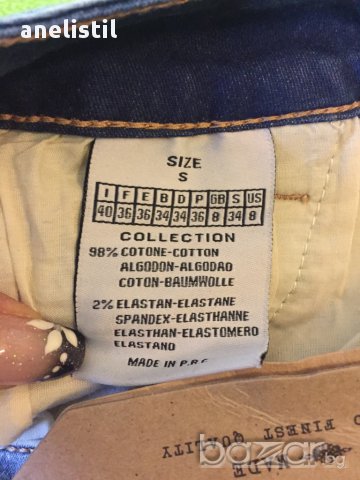 anelistil
SIZE
S
I F E B D P GB S US
40 36 36 34 34 36 8 34 8
COLLECTION
98% COTONE-COTTON
ALGODON-ALGODAO
COTON-BAUMWOLLE
2% ELASTAN-ELASTANE
SPANDEX-ELASTHANNE
ELASTHAN-ELASTOMERO
ELASTANO
MADE IN P.R.C
MADE
FINEST
QUALITY
bazar